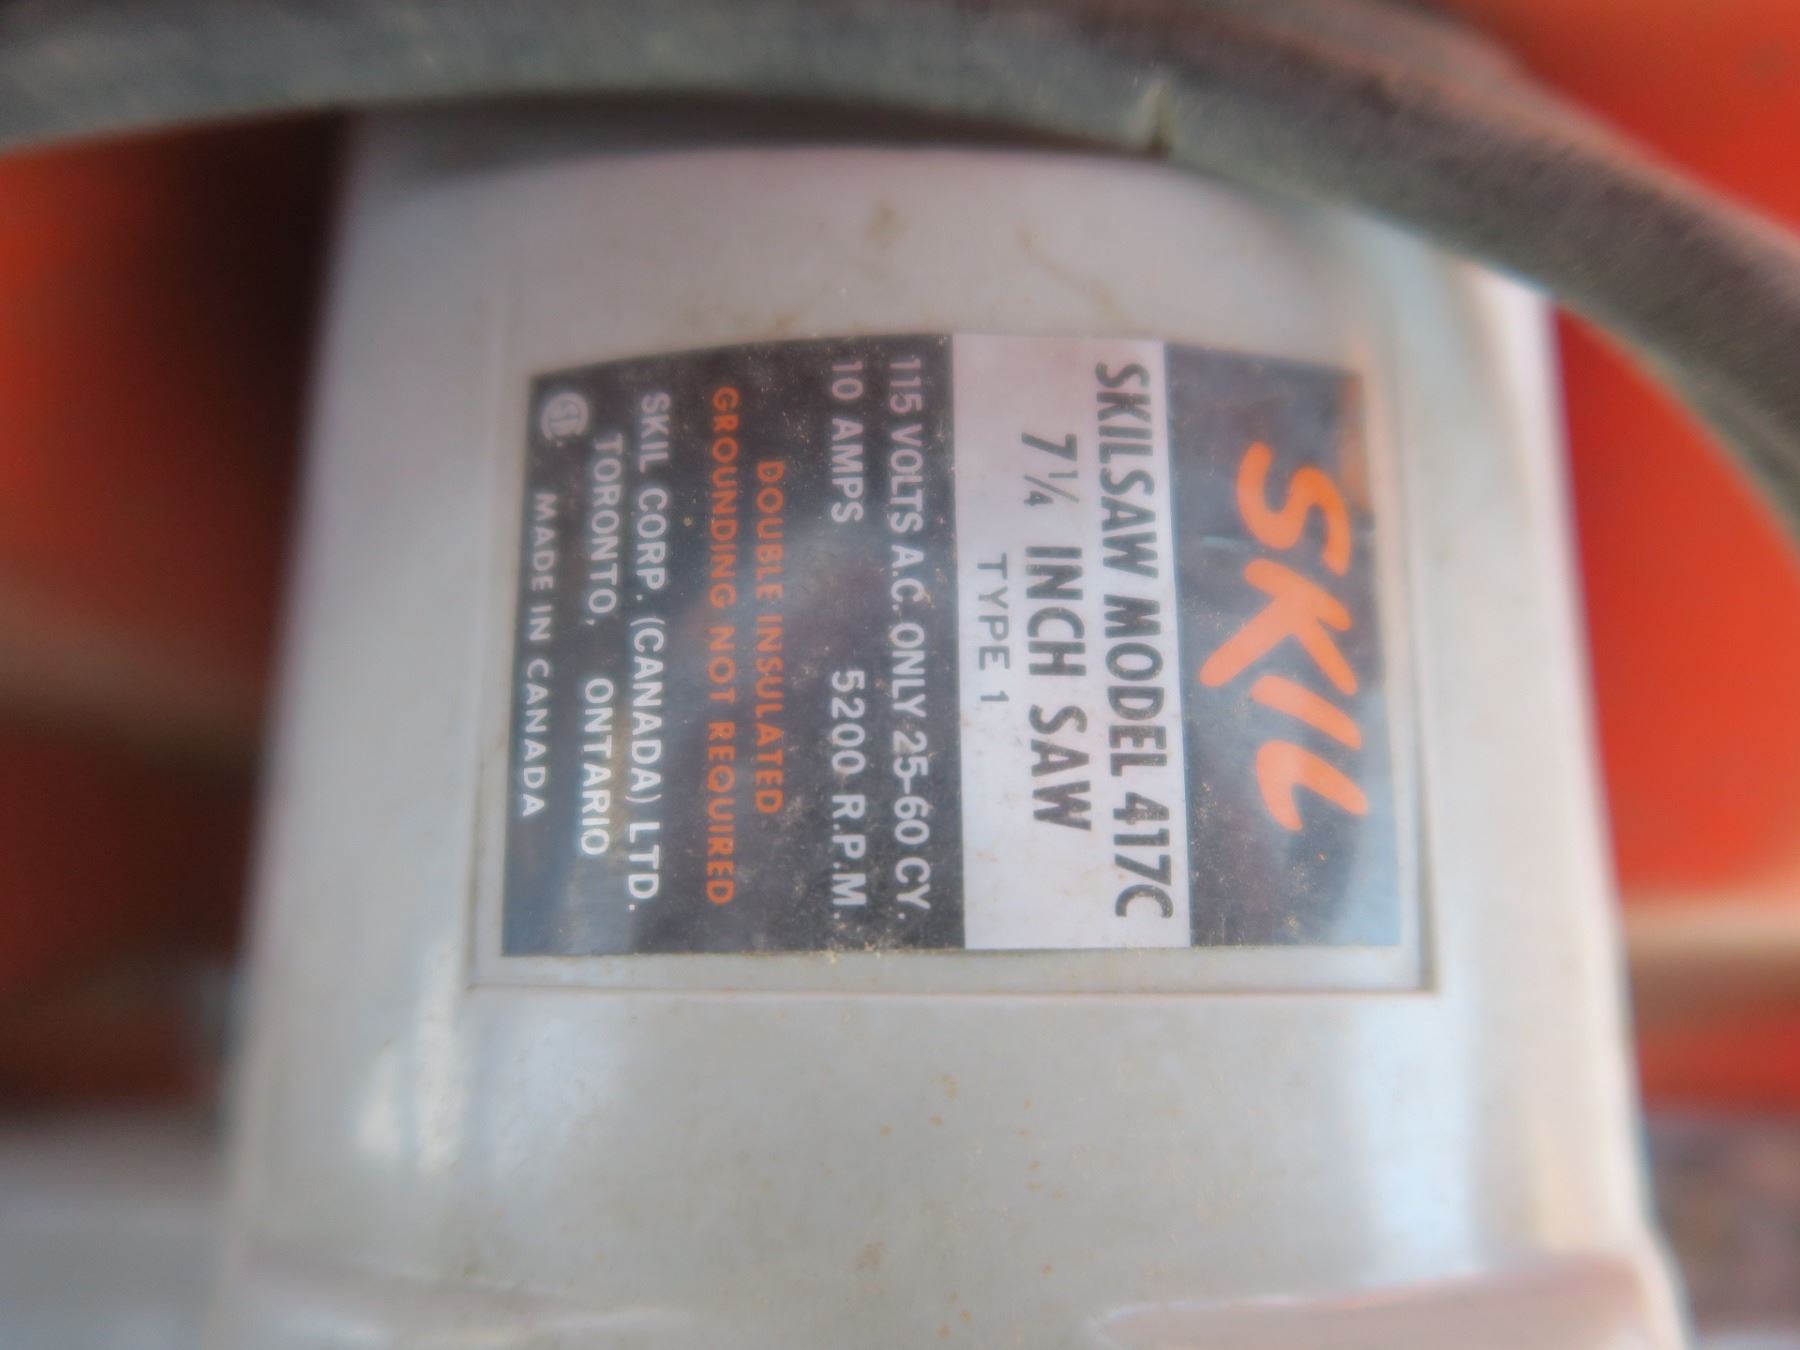 SKIL
SKILSAW MODEL 417C
7¼ INCH SAW
TYPE 1
115 VOLTS A.C. ONLY 25-60 CY.
10 AMPS 5200 R.P.M.
DOUBLE INSULATED
GROUNDING NOT REQUIRED
SKIL CORP. (CANADA) LTD.
TORONTO, ONTARIO
MADE IN CANADA